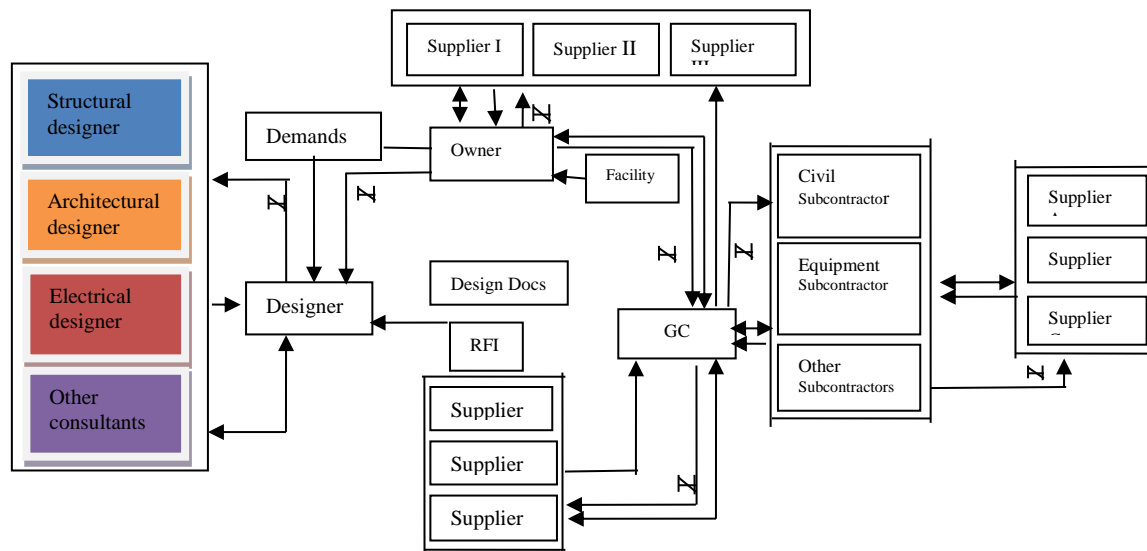 Supplier I
Supplier II
Supplier
Structural
designer
Demands
Owner
Facility
Civil
Subcontractor
Architectural
designer
Supplier
Supplier
Supplier
Equipment
Subcontractor
Design Docs
Designer
Electrical
designer
RFI
GC
Other
Subcontractors
Other
consultants
Supplier
Supplier
Supplier